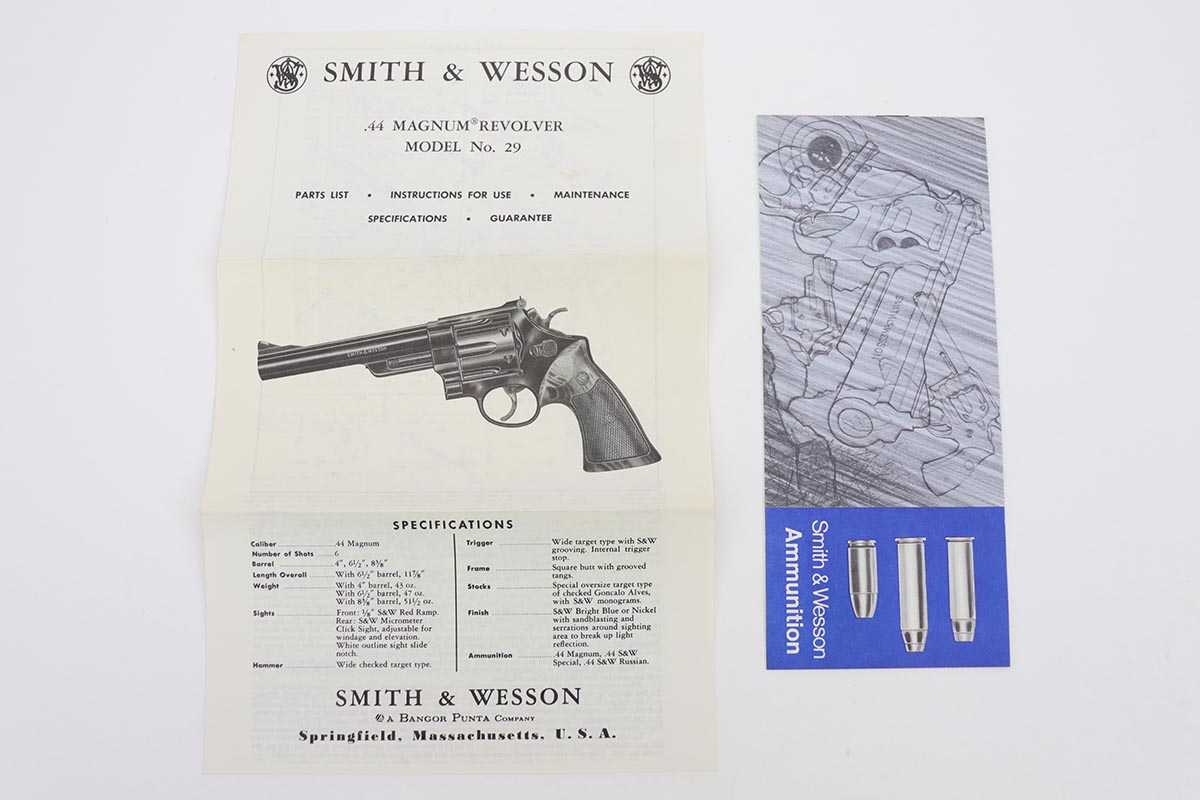 SMITH & WESSON
.44 MAGNUM® REVOLVER
MODEL No. 29
PARTS LIST • INSTRUCTIONS FOR USE • MAINTENANCE
SPECIFICATIONS • GUARANTEE
SMITH & WESSON
SPECIFICATIONS
Caliber .44 Magnum
Number of Shots 6
Barrel 4", 6½", 8⅜"
Length Overall With 6½" barrel, 11⅞"
Weight With 4" barrel, 43 oz.
With 6½" barrel, 47 oz.
With 8⅜" barrel, 51½ oz.
Sights Front: ⅛" S&W Red Ramp.
Rear: S&W Micrometer
Click Sight, adjustable for
windage and elevation.
White outline sight slide
notch.
Hammer Wide checked target type.
Trigger Wide target type with S&W
grooving. Internal trigger
stop.
Frame Square butt with grooved
tangs.
Stocks Special oversize target type
of checked Goncalo Alves,
with S&W monograms.
Finish S&W Bright Blue or Nickel
with sandblasting and
serrations around sighting
area to break up light
reflection.
Ammunition .44 Magnum, .44 S&W
Special, .44 S&W Russian.
SMITH & WESSON
A BANGOR PUNTA COMPANY
Springfield, Massachusetts, U. S. A.
SMITH & WESSON
Smith & Wesson
Ammunition